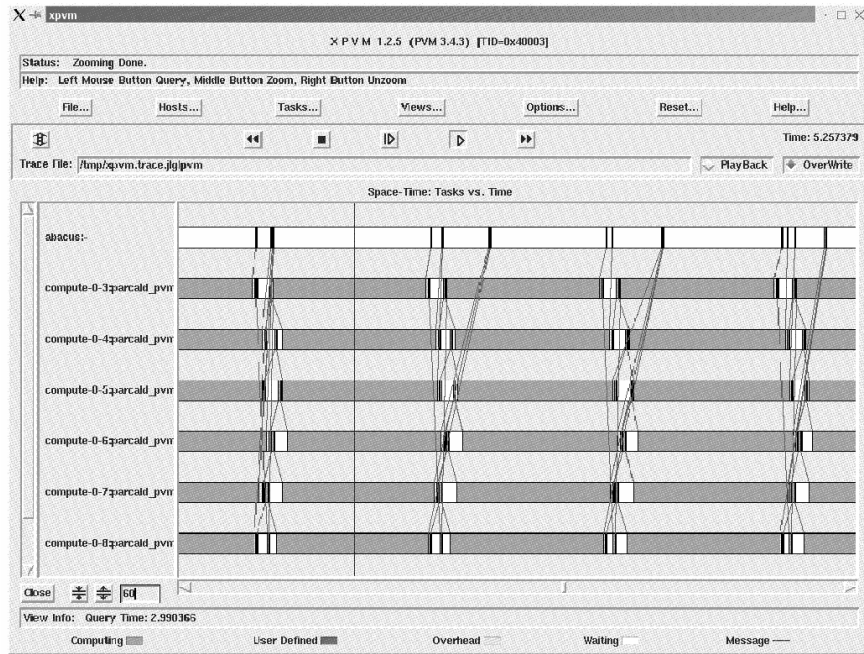 xpvm
X P V M 1.2.5 (PVM 3.4.3) [TID=0x40003]
Status: Zooming Done.
Help: Left Mouse Button Query, Middle Button Zoom, Right Button Unzoom
File... Hosts... Tasks... Views... Options... Reset... Help...
Time: 5.257379
Trace File: /tmp/xpvm.trace.jlglpvm PlayBack OverWrite
Space-Time: Tasks vs. Time
abacus:-
compute-0-3:parcald_pvm
compute-0-4:parcald_pvm
compute-0-5:parcald_pvm
compute-0-6:parcald_pvm
compute-0-7:parcald_pvm
compute-0-8:parcald_pvm
Close 60
View Info: Query Time: 2.990366
Computing User Defined Overhead Waiting Message